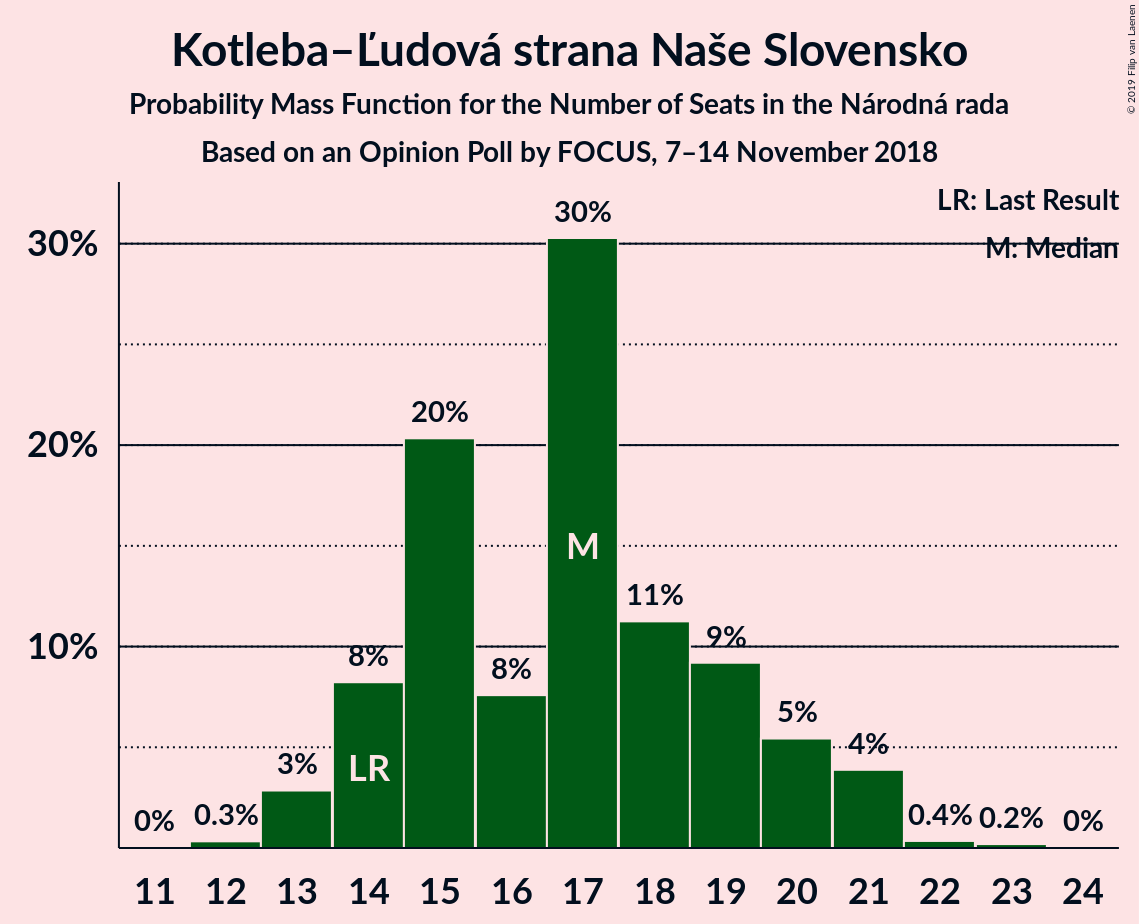 Kotleba–Ľudová strana Naše Slovensko
Probability Mass Function for the Number of Seats in the Národná rada
Based on an Opinion Poll by FOCUS, 7–14 November 2018
© 2019 Filip van Laenen
LR: Last Result
M: Median
30%
20%
10%
0%
0.3%
3%
8%
20%
8%
30%
11%
9%
5%
4%
0.4%
0.2%
0%
LR
M
11 12 13 14 15 16 17 18 19 20 21 22 23 24